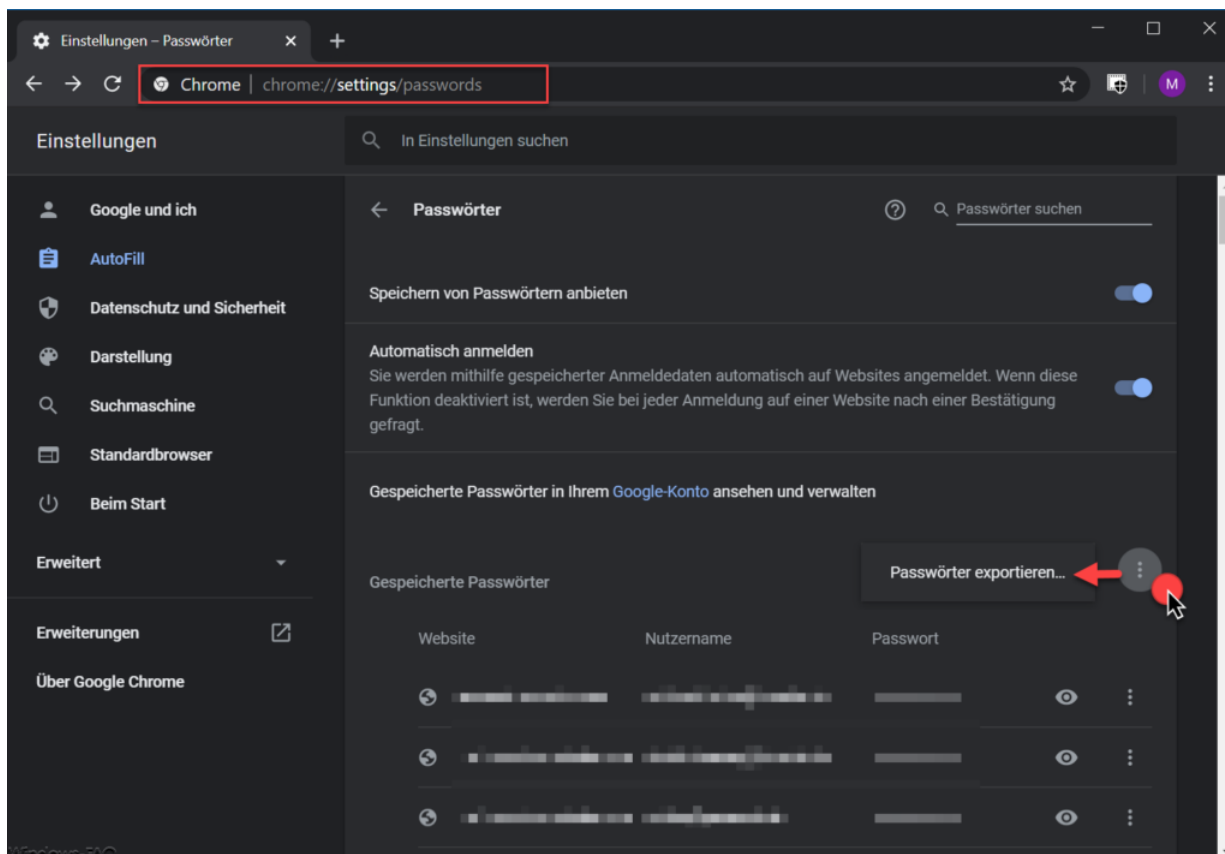 Einstellungen – Passwörter
Chrome | chrome://settings/passwords
M
Einstellungen
In Einstellungen suchen
Google und ich
AutoFill
Datenschutz und Sicherheit
Darstellung
Suchmaschine
Standardbrowser
Beim Start
Erweitert
Erweiterungen
Über Google Chrome
Passwörter
Passwörter suchen
Speichern von Passwörtern anbieten
Automatisch anmelden
Sie werden mithilfe gespeicherter Anmeldedaten automatisch auf Websites angemeldet. Wenn diese
Funktion deaktiviert ist, werden Sie bei jeder Anmeldung auf einer Website nach einer Bestätigung
gefragt.
Gespeicherte Passwörter in Ihrem Google-Konto ansehen und verwalten
Passwörter exportieren...
Gespeicherte Passwörter
Website Nutzername Passwort
Windows-FAQ